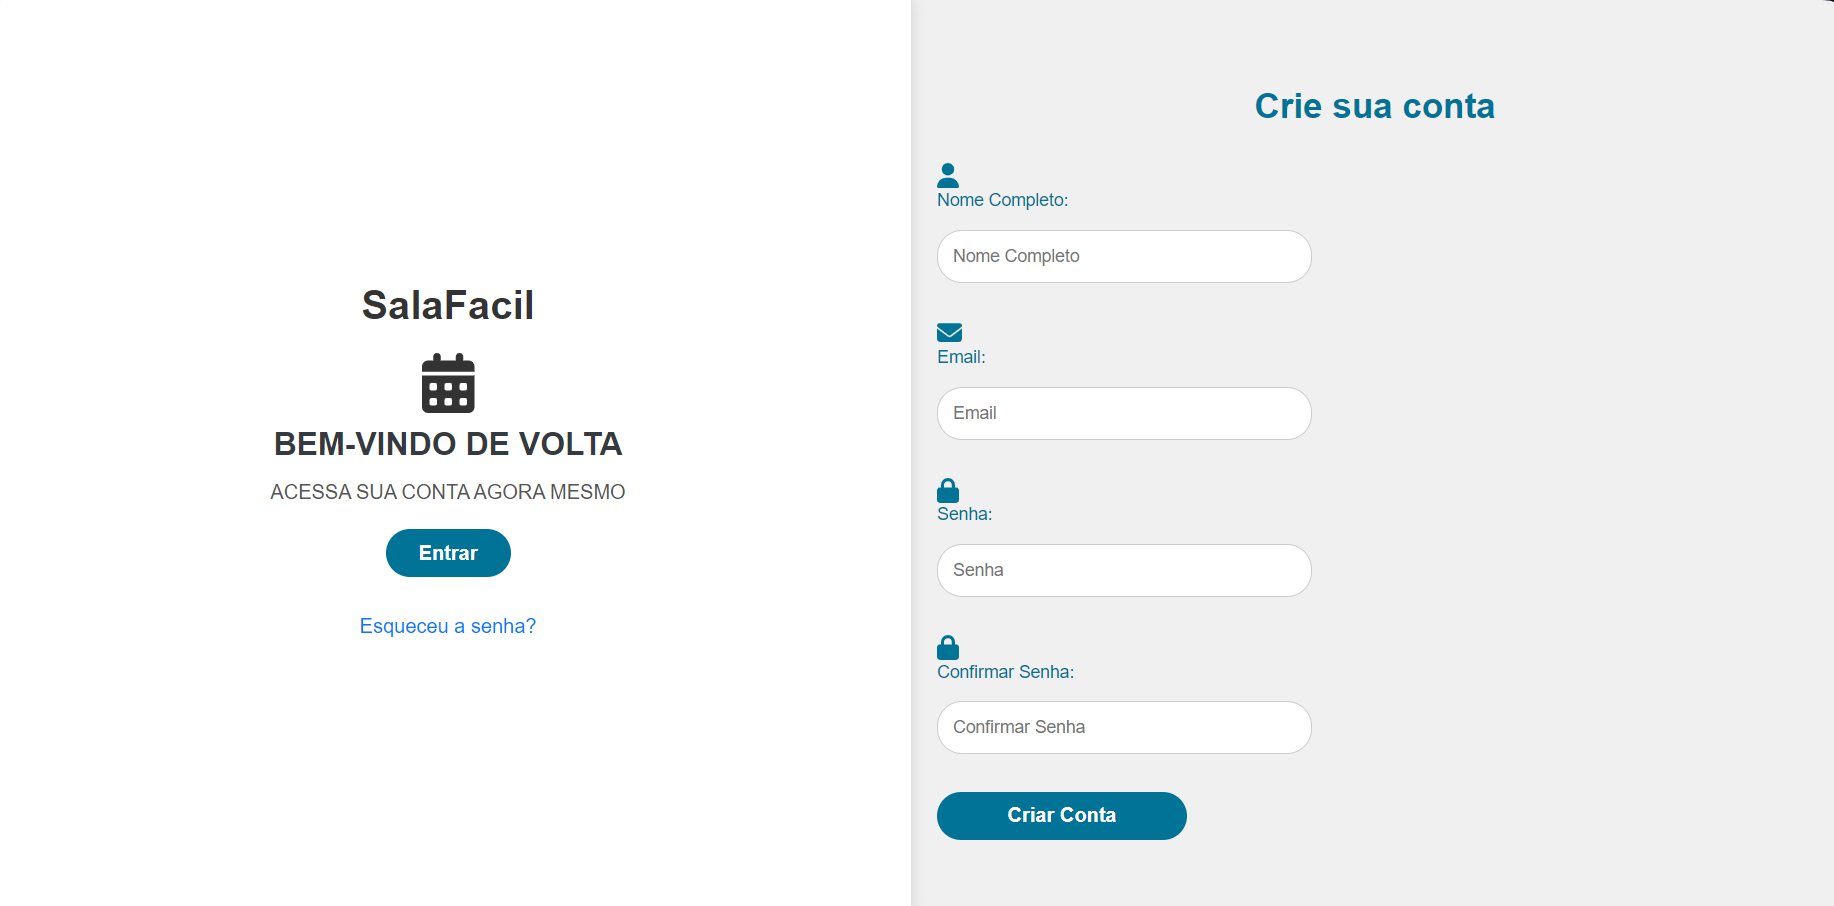 SalaFacil
BEM-VINDO DE VOLTA
ACESSA SUA CONTA AGORA MESMO
Entrar
Esqueceu a senha?
Crie sua conta
Nome Completo:
Nome Completo
Email:
Email
Senha:
Senha
Confirmar Senha:
Confirmar Senha
Criar Conta